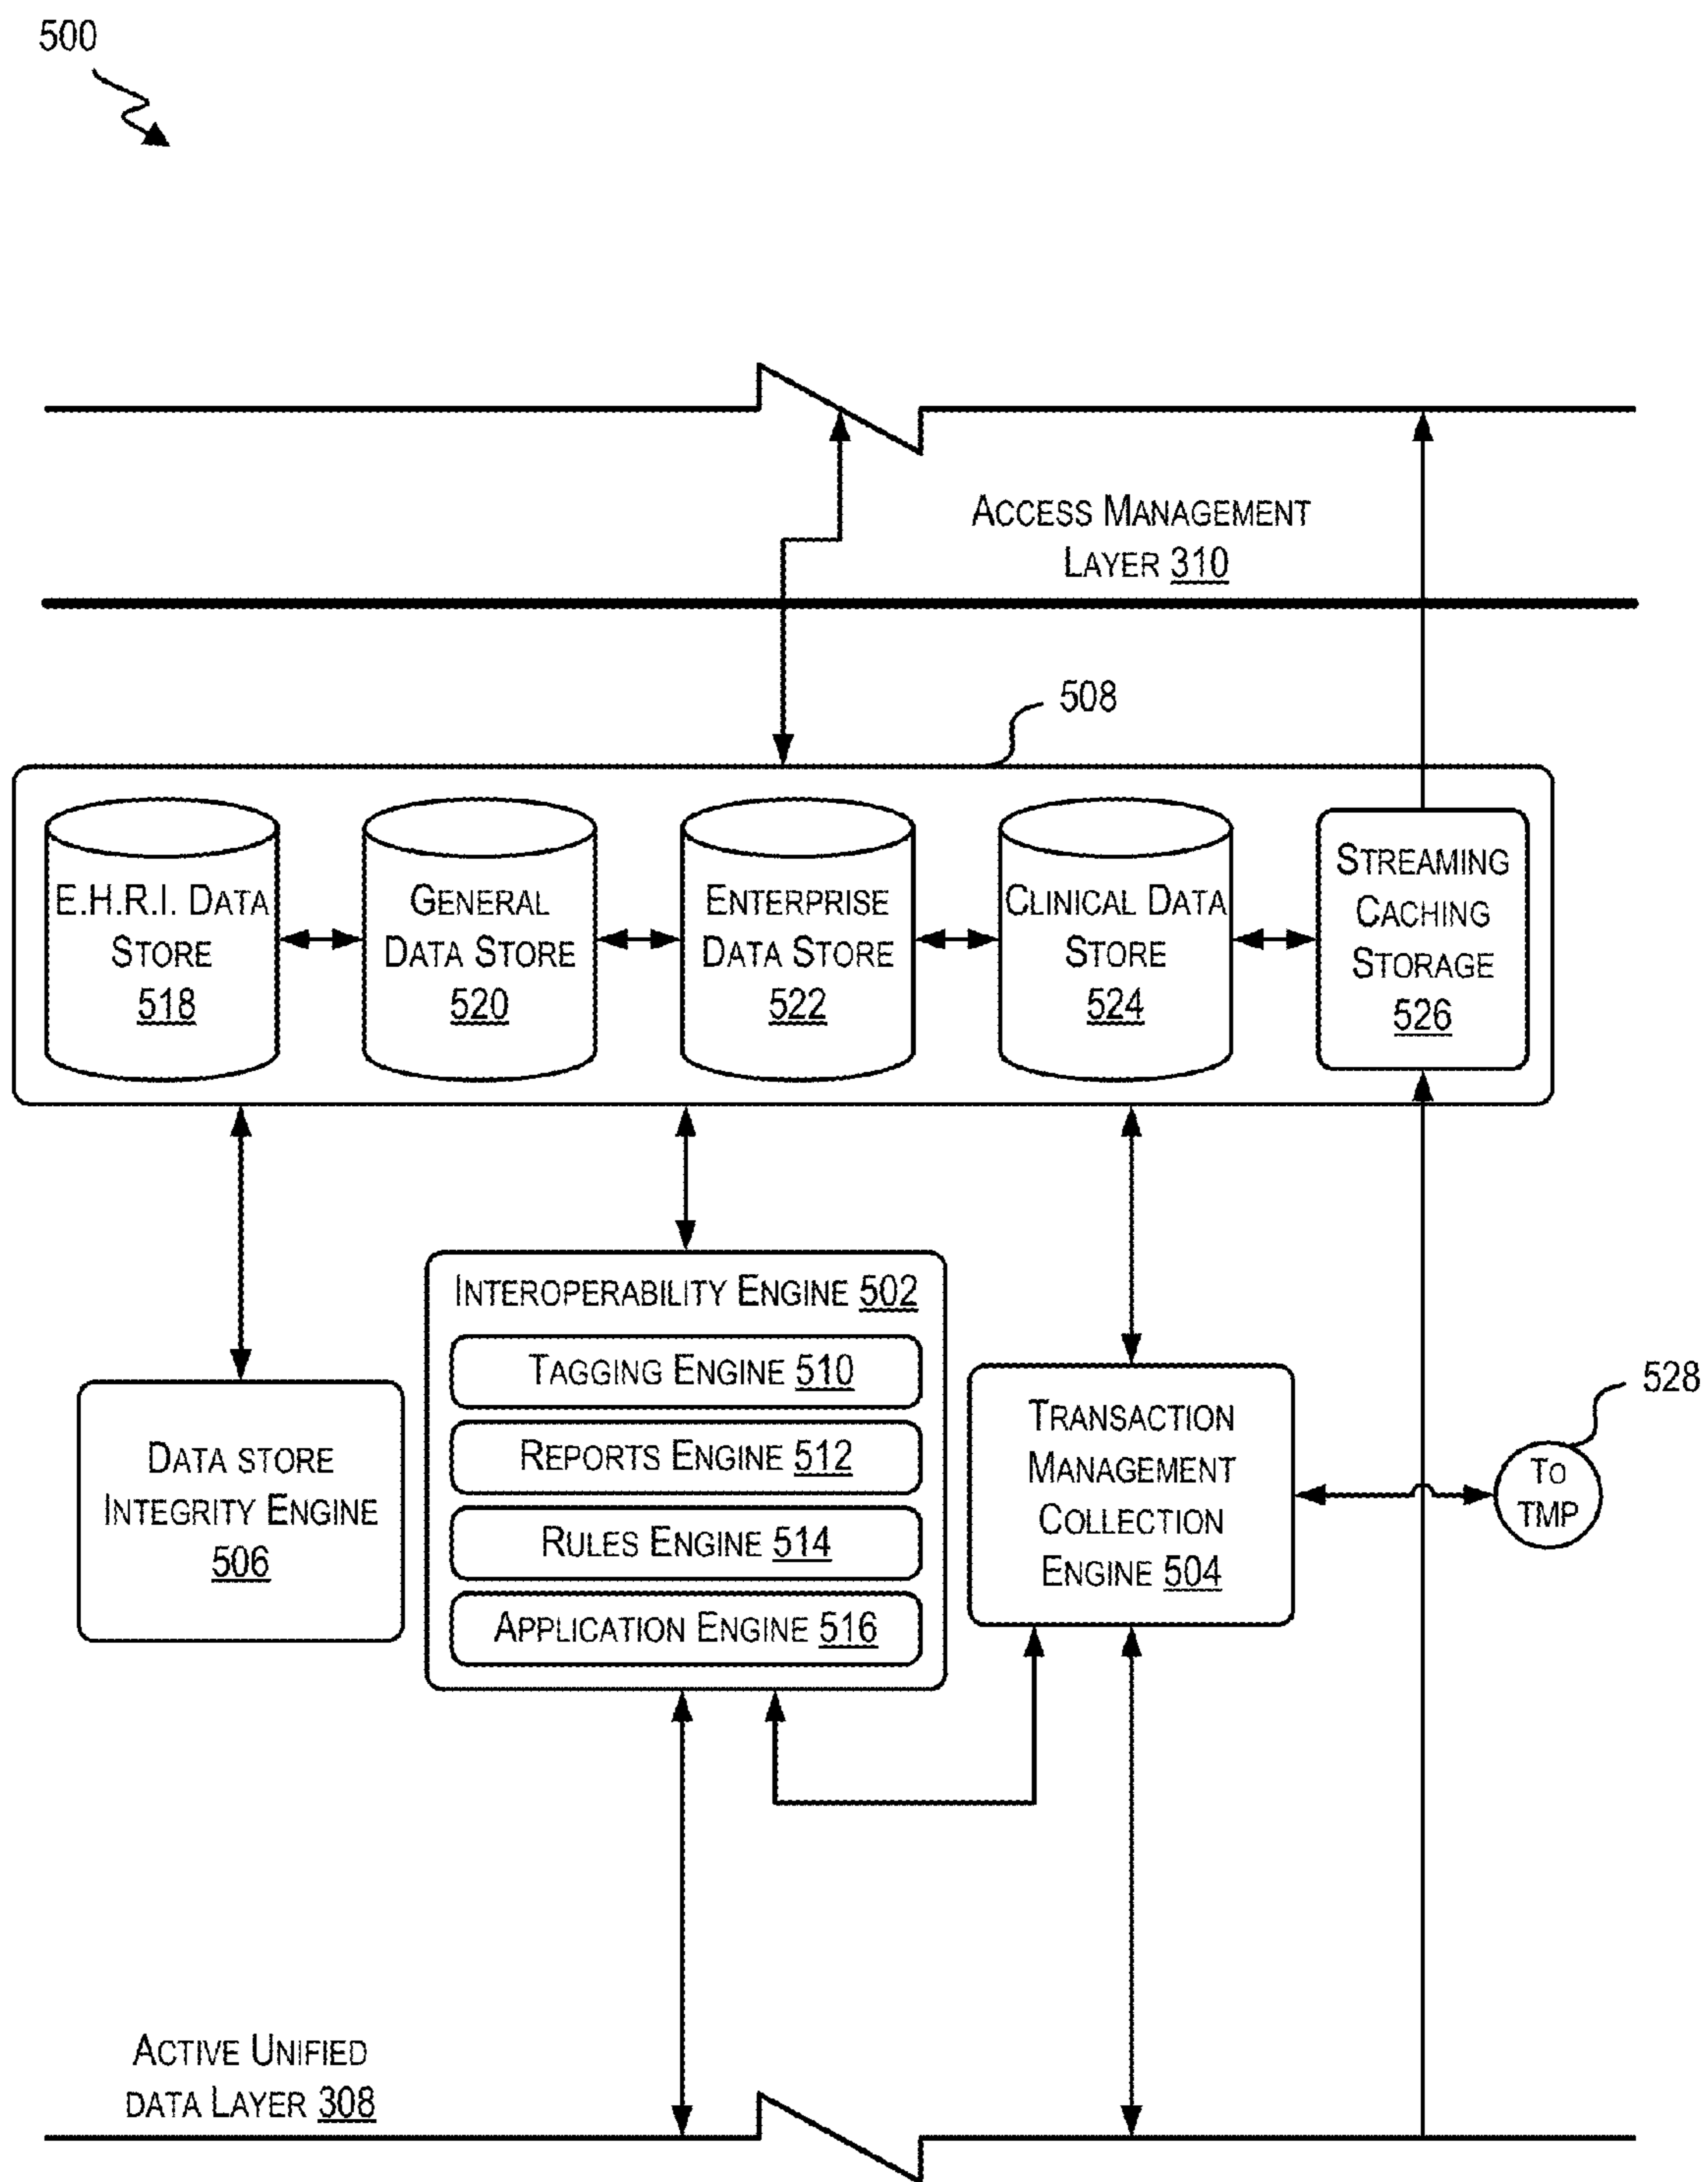 500
ACCESS MANAGEMENT
LAYER 310
508
E.H.R.I. DATA
STORE
518
GENERAL
DATA STORE
520
ENTERPRISE
DATA STORE
522
CLINICAL DATA
STORE
524
STREAMING
CACHING
STORAGE
526
INTEROPERABILITY ENGINE 502
TAGGING ENGINE 510
REPORTS ENGINE 512
RULES ENGINE 514
APPLICATION ENGINE 516
DATA STORE
INTEGRITY ENGINE
506
TRANSACTION
MANAGEMENT
COLLECTION
ENGINE 504
528
TO
TMP
ACTIVE UNIFIED
DATA LAYER 308